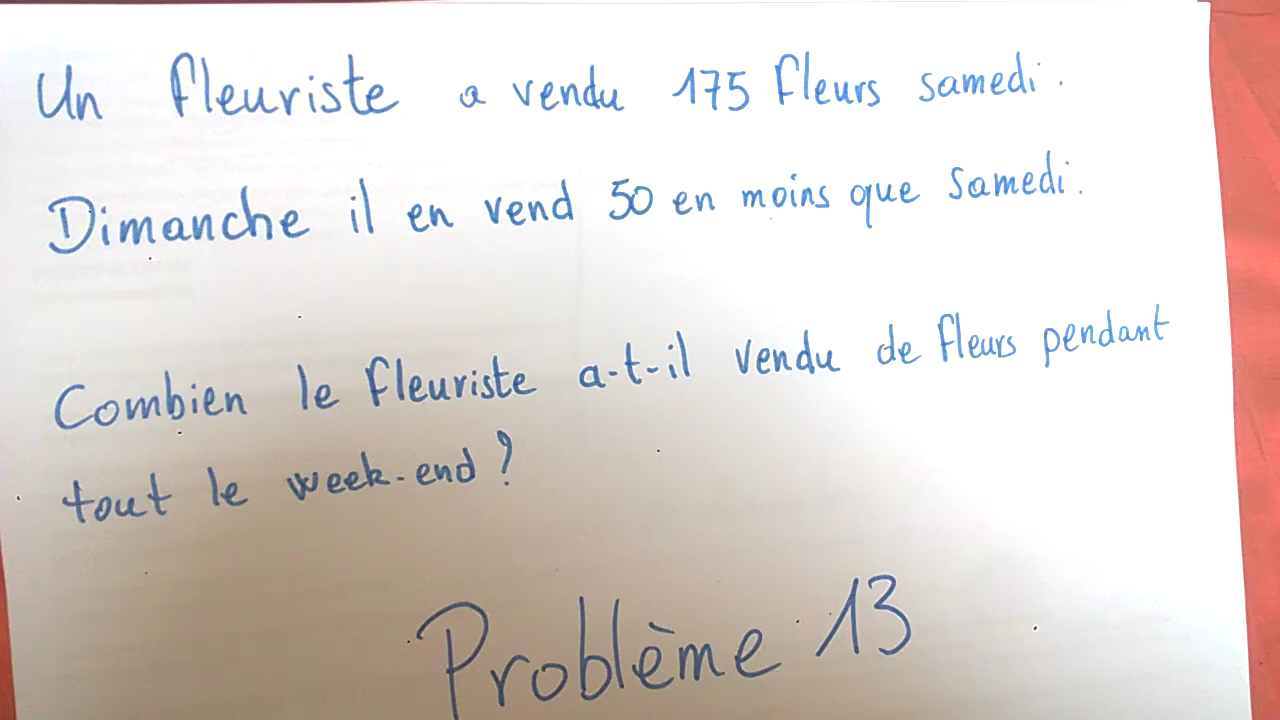 Un fleuriste a vendu 175 fleurs samedi.
Dimanche il en vend 50 en moins que samedi.
Combien le fleuriste a-t-il vendu de fleurs pendant
tout le week-end ?
Problème 13